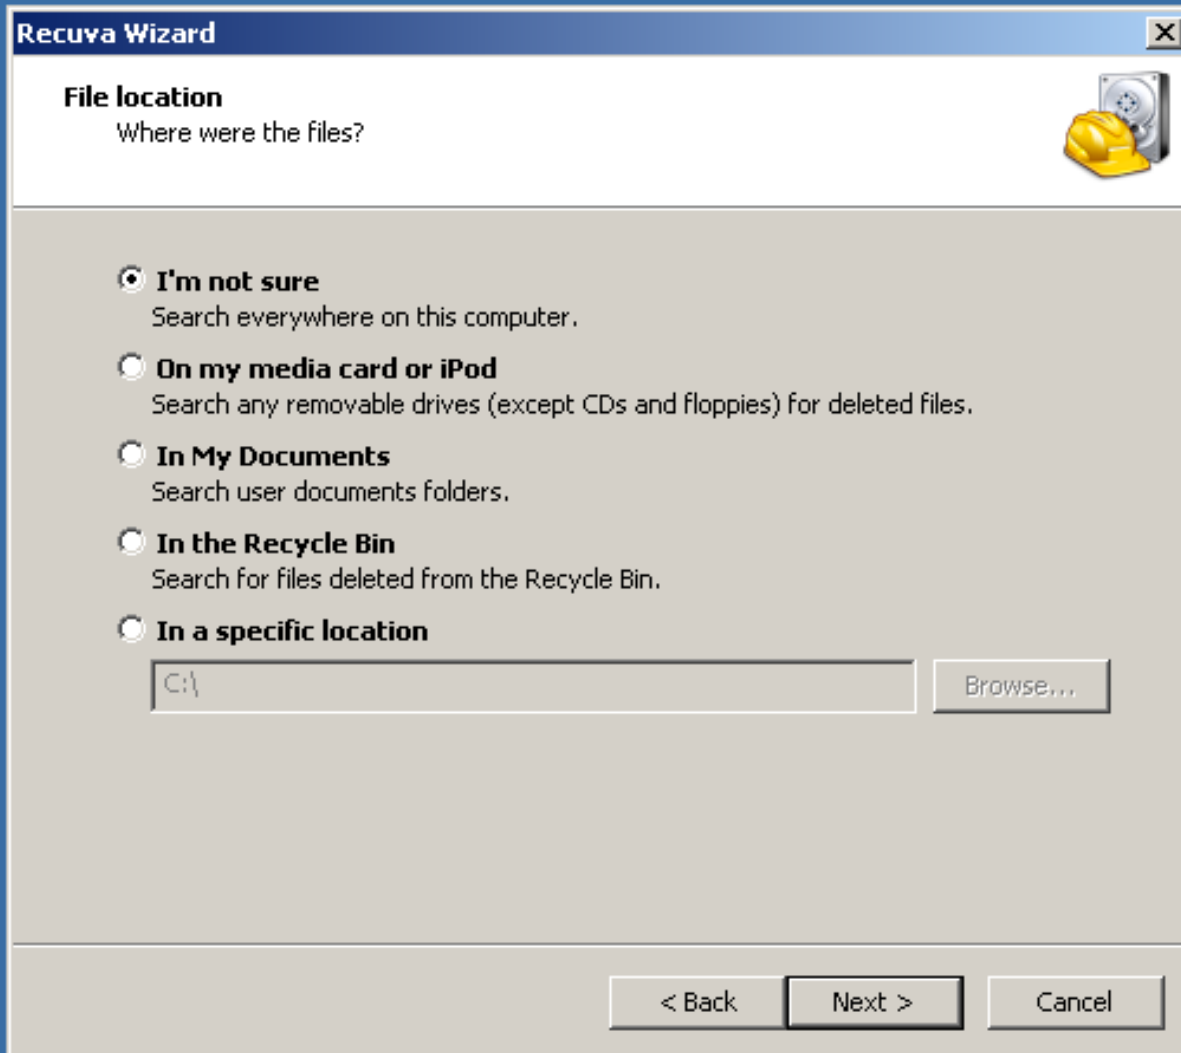 Recuva Wizard
File location
Where were the files?
I'm not sure
Search everywhere on this computer.
On my media card or iPod
Search any removable drives (except CDs and floppies) for deleted files.
In My Documents
Search user documents folders.
In the Recycle Bin
Search for files deleted from the Recycle Bin.
In a specific location
C:\ Browse...
< Back Next > Cancel